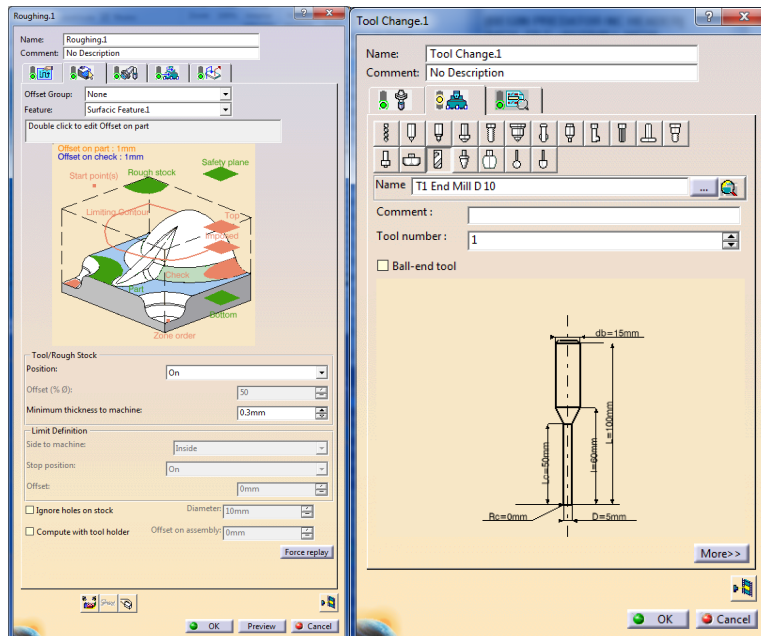 Roughing.1
Name: Roughing.1
Comment: No Description
Offset Group: None
Feature: Surfacic Feature.1
Double click to edit Offset on part
Offset on part : 1mm
Offset on check : 1mm
Safety plane
Start point(s)
Rough stock
Limiting Contour
Top
Imposed
Check
Part
Bottom
Zone order
Tool/Rough Stock
Position: On
Offset (% Ø): 50
Minimum thickness to machine: 0.3mm
Limit Definition
Side to machine: Inside
Stop position: On
Offset: 0mm
Ignore holes on stock Diameter: 10mm
Compute with tool holder Offset on assembly: 0mm
Force replay
OK Preview Cancel
Tool Change.1
Name: Tool Change.1
Comment: No Description
Name T1 End Mill D 10 ...
Comment :
Tool number : 1
Ball-end tool
db=15mm
L=100mm
l=60mm
Lc=50mm
Rc=0mm
D=5mm
More>>
OK Cancel